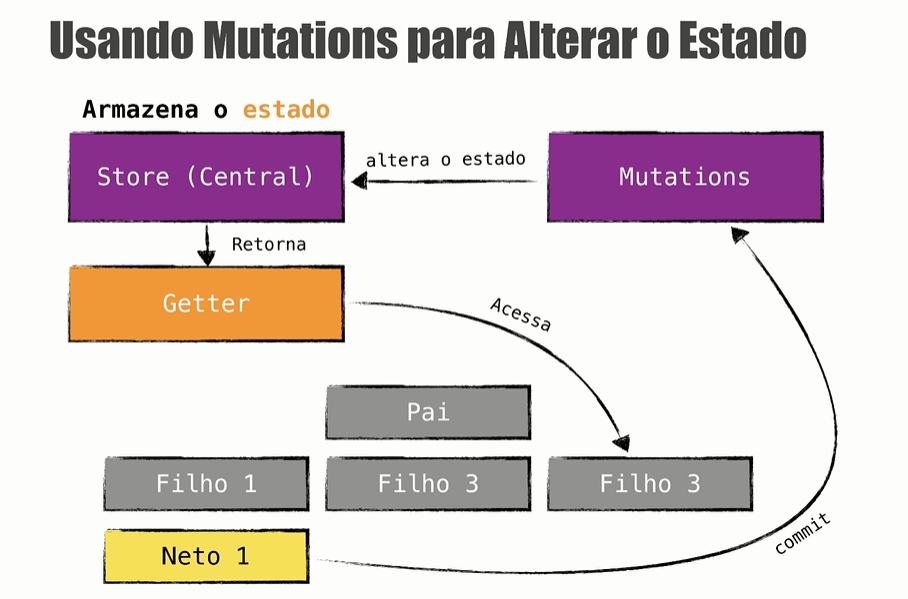 Usando Mutations para Alterar o Estado
Armazena o estado
Store (Central)
altera o estado
Mutations
Retorna
Getter
Acessa
Pai
Filho 1
Filho 3
Filho 3
Neto 1
commit